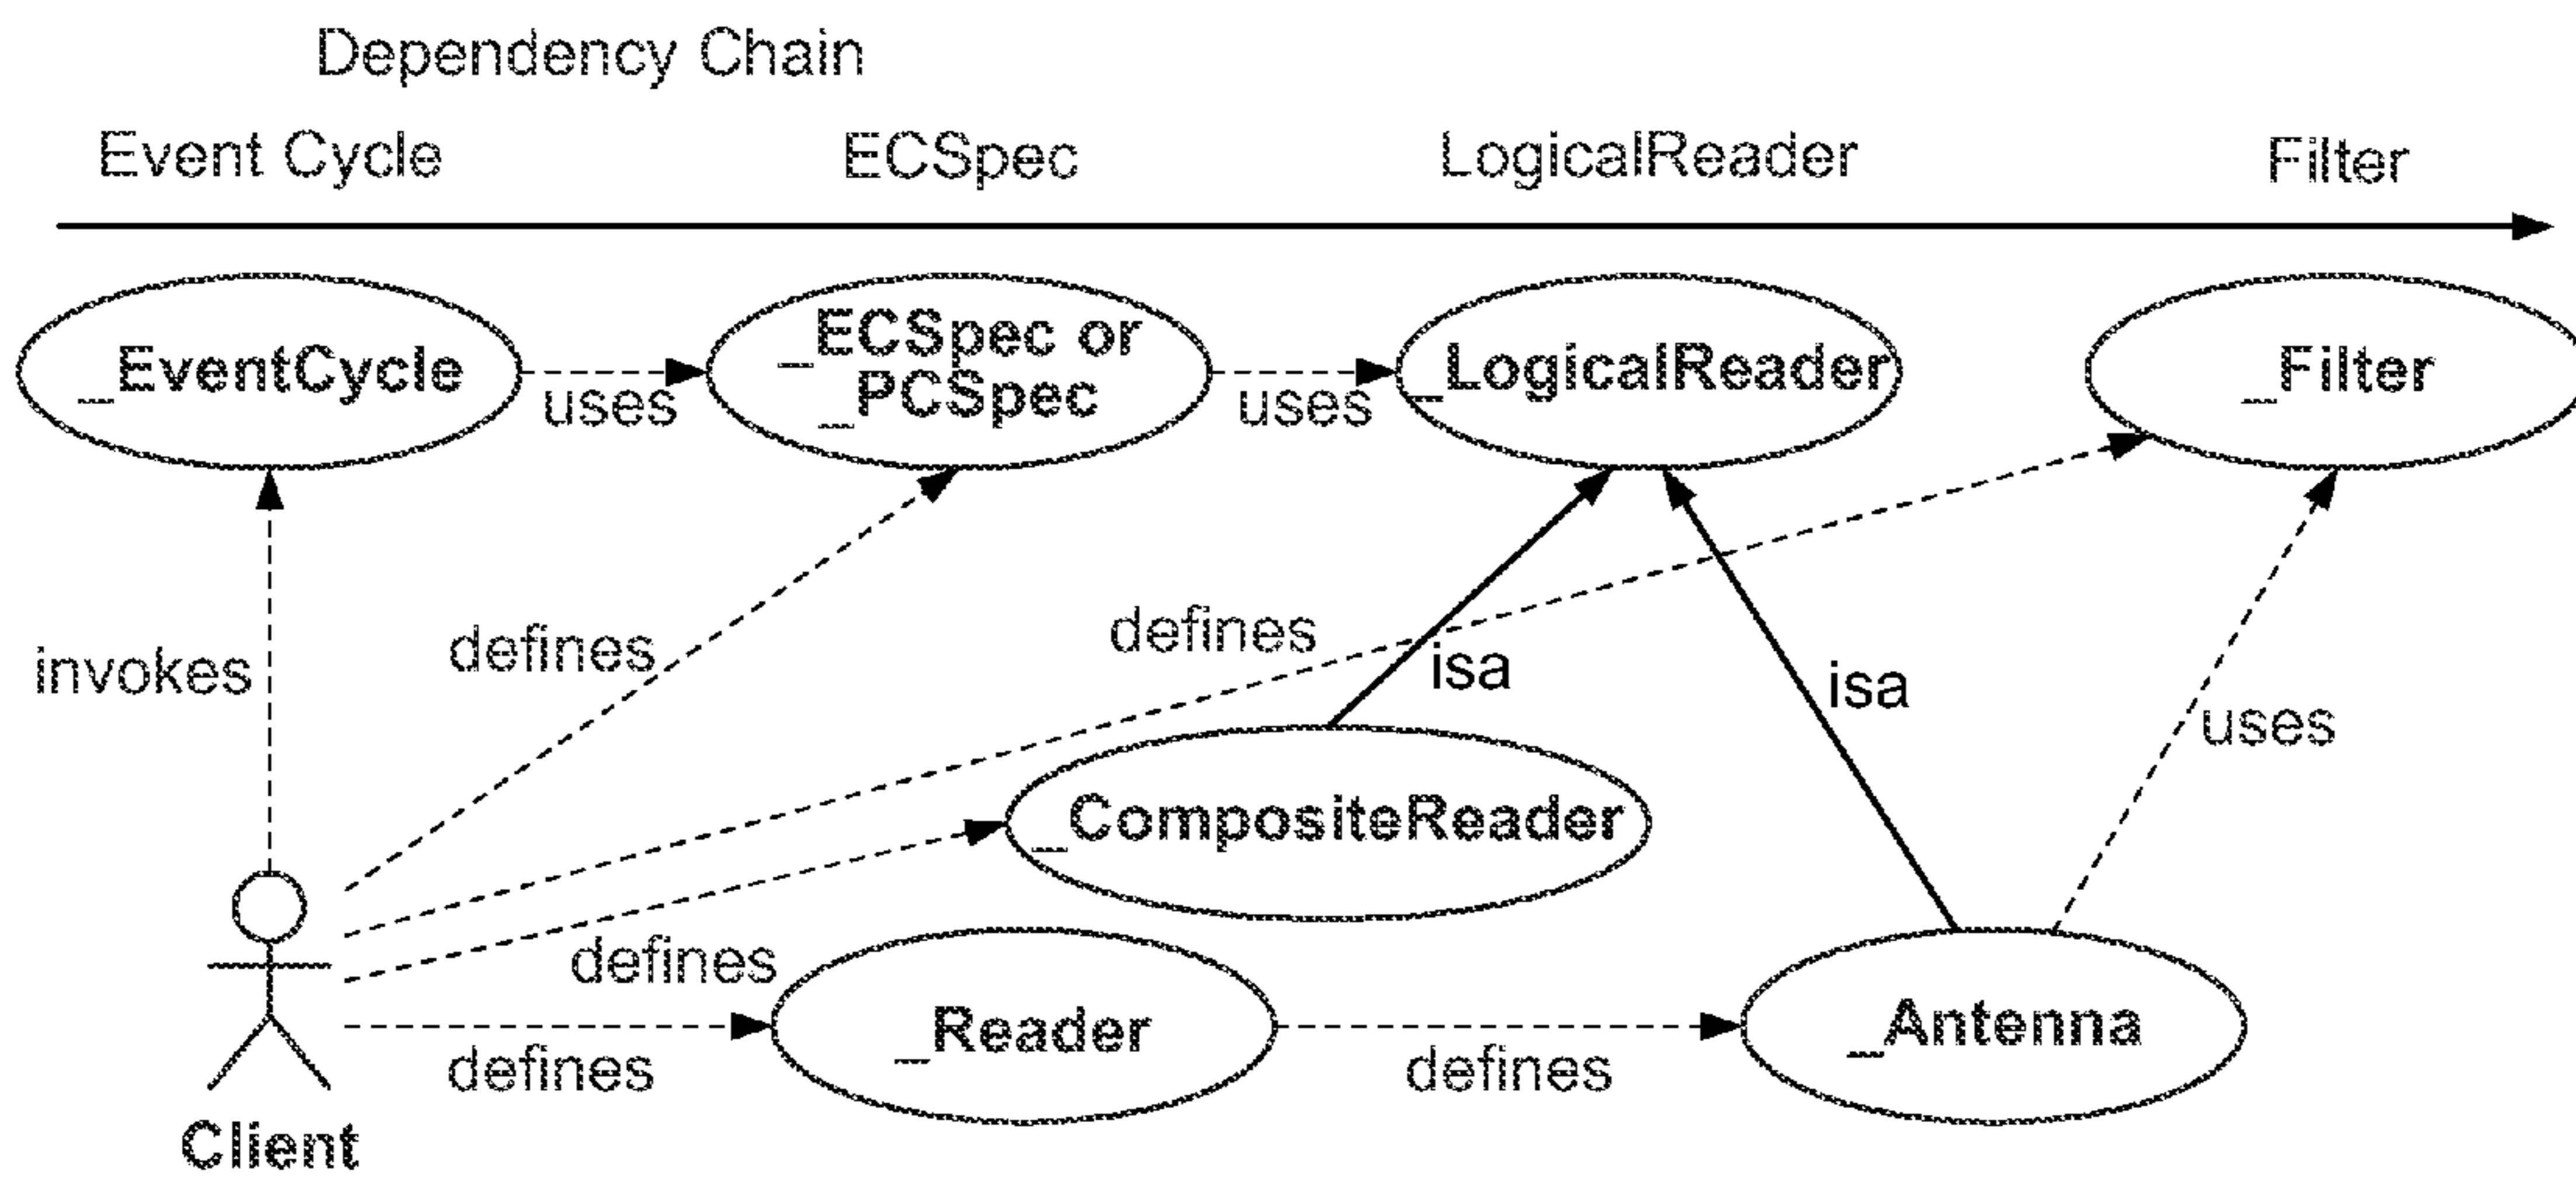 Dependency Chain
Event Cycle
ECSpec
LogicalReader
Filter
_EventCycle
uses
_ECSpec or
_PCSpec
uses
_LogicalReader
_Filter
invokes
defines
defines
isa
isa
uses
_CompositeReader
defines
defines
_Reader
defines
_Antenna
Client